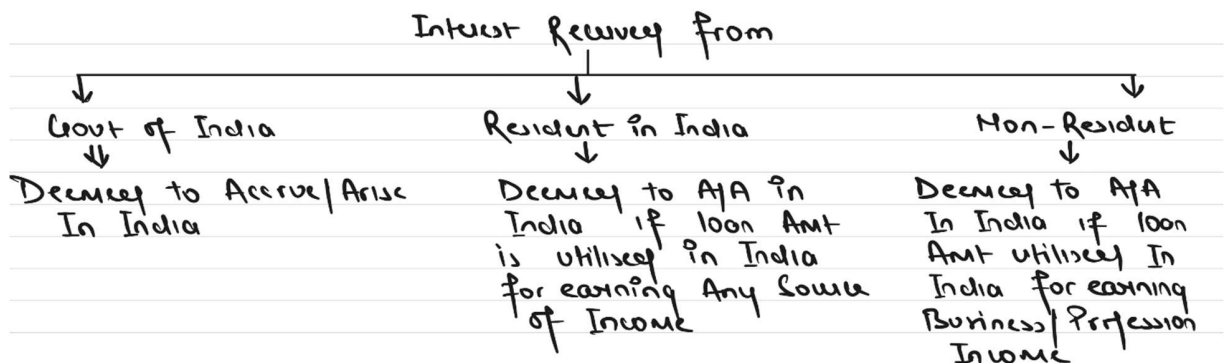 Interest Received from
Govt of India
Deemed to Accrue/Arise
In India
Resident in India
Deemed to A/A in
India if loan Amt
is utilised in India
for earning Any Source
of Income
Non-Resident
Deemed to A/A
In India if loan
Amt utilised In
India for earning
Business/Profession
Income